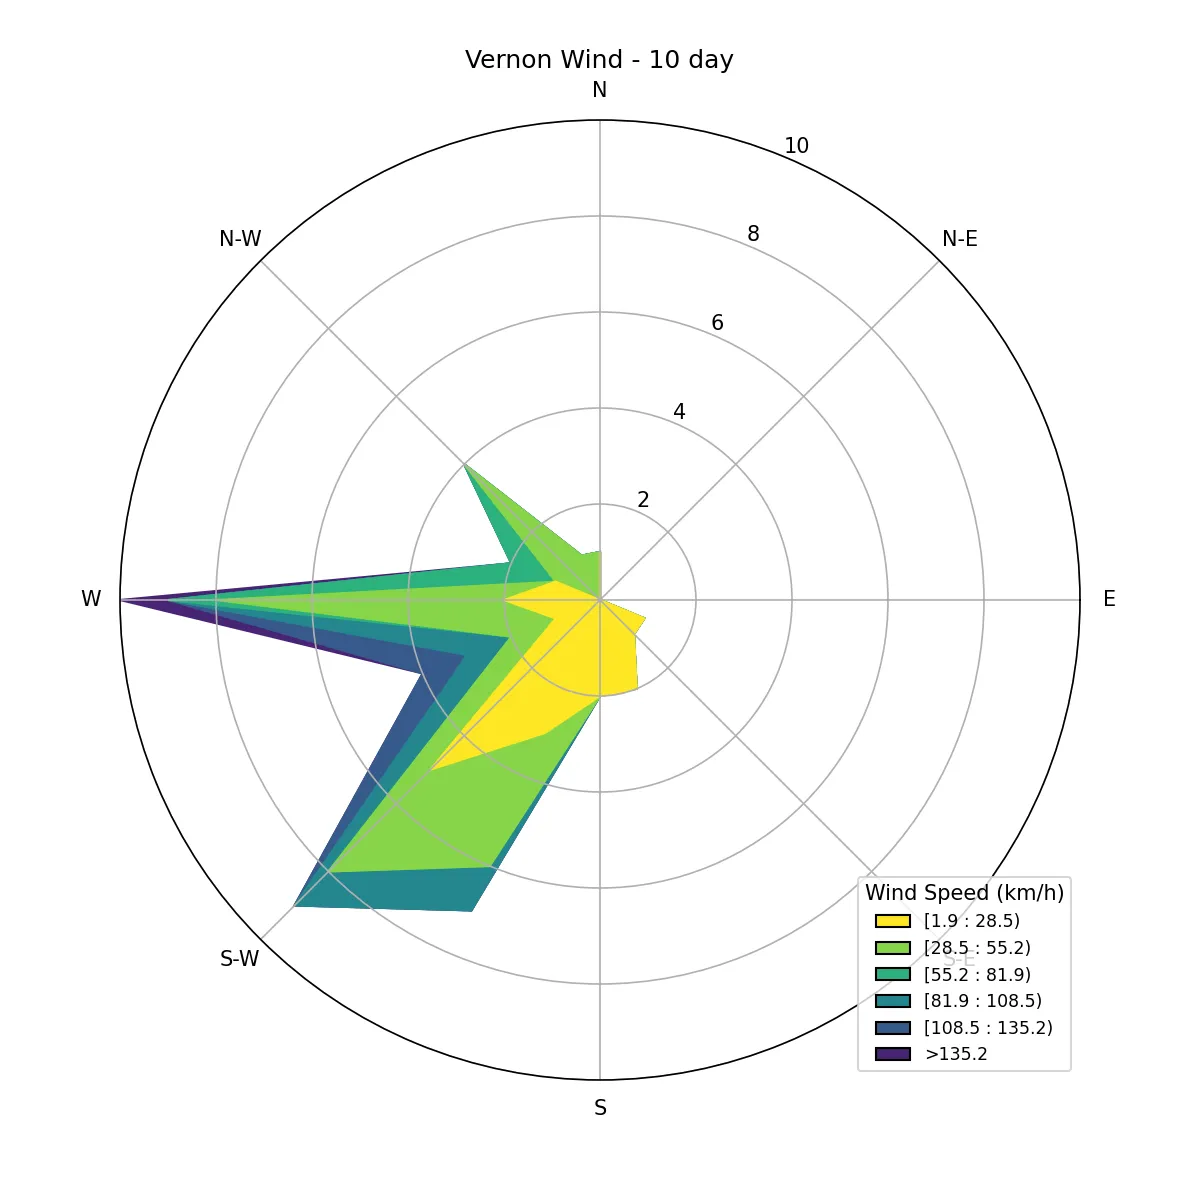 Vernon Wind - 10 day
N
10
N-W
N-E
8
6
4
2
W
E
Wind Speed (km/h)
[1.9 : 28.5)
[28.5 : 55.2)
S-W
S-E
[55.2 : 81.9)
[81.9 : 108.5)
[108.5 : 135.2)
>135.2
S